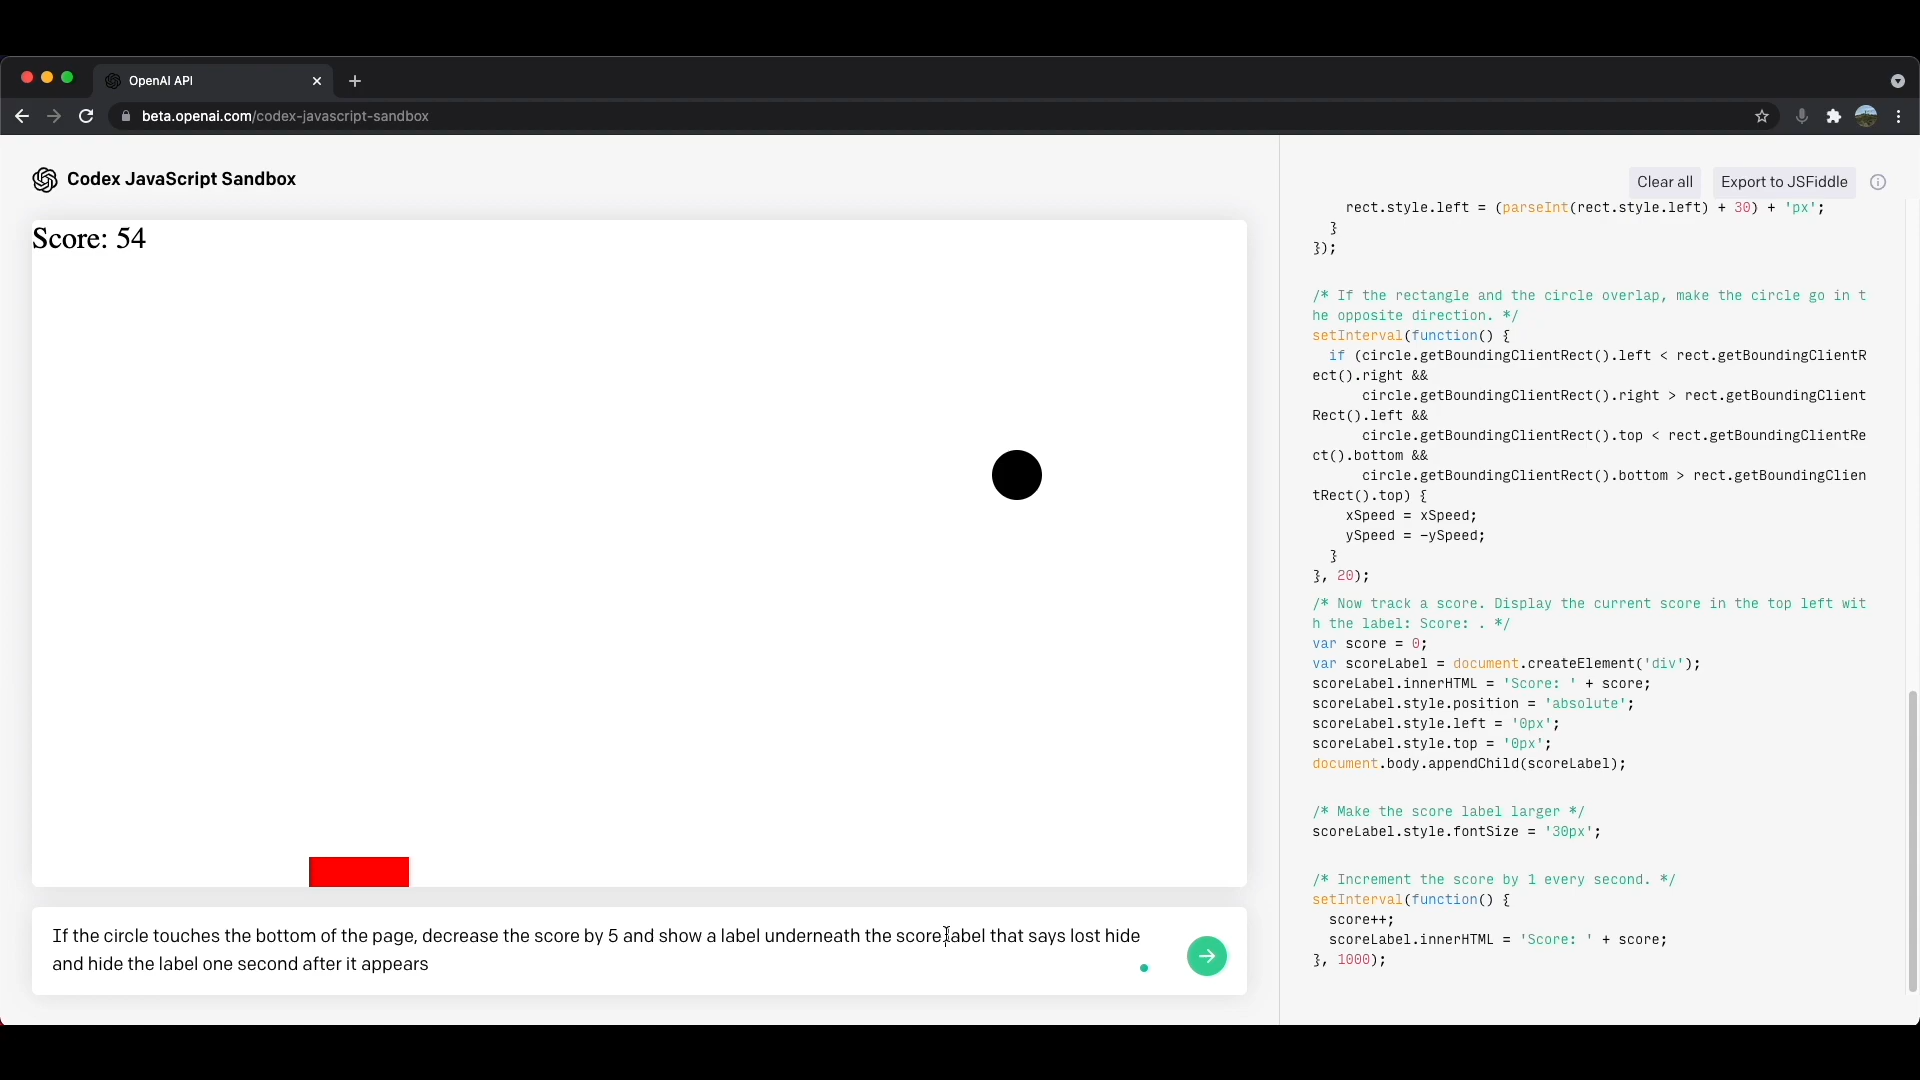 OpenAI API
beta.openai.com/codex-javascript-sandbox
Codex JavaScript Sandbox
Clear all
Export to JSFiddle
Score: 54
rect.style.left = (parseInt(rect.style.left) + 30) + 'px';
}
});
/* If the rectangle and the circle overlap, make the circle go in t
he opposite direction. */
setInterval(function() {
if (circle.getBoundingClientRect().left < rect.getBoundingClientR
ect().right &&
circle.getBoundingClientRect().right > rect.getBoundingClient
Rect().left &&
circle.getBoundingClientRect().top < rect.getBoundingClientRe
ct().bottom &&
circle.getBoundingClientRect().bottom > rect.getBoundingClien
tRect().top) {
xSpeed = xSpeed;
ySpeed = -ySpeed;
}
}, 20);
/* Now track a score. Display the current score in the top left wit
h the label: Score: . */
var score = 0;
var scoreLabel = document.createElement('div');
scoreLabel.innerHTML = 'Score: ' + score;
scoreLabel.style.position = 'absolute';
scoreLabel.style.left = '0px';
scoreLabel.style.top = '0px';
document.body.appendChild(scoreLabel);
/* Make the score label larger */
scoreLabel.style.fontSize = '30px';
/* Increment the score by 1 every second. */
setInterval(function() {
score++;
scoreLabel.innerHTML = 'Score: ' + score;
}, 1000);
If the circle touches the bottom of the page, decrease the score by 5 and show a label underneath the score label that says lost hide
and hide the label one second after it appears